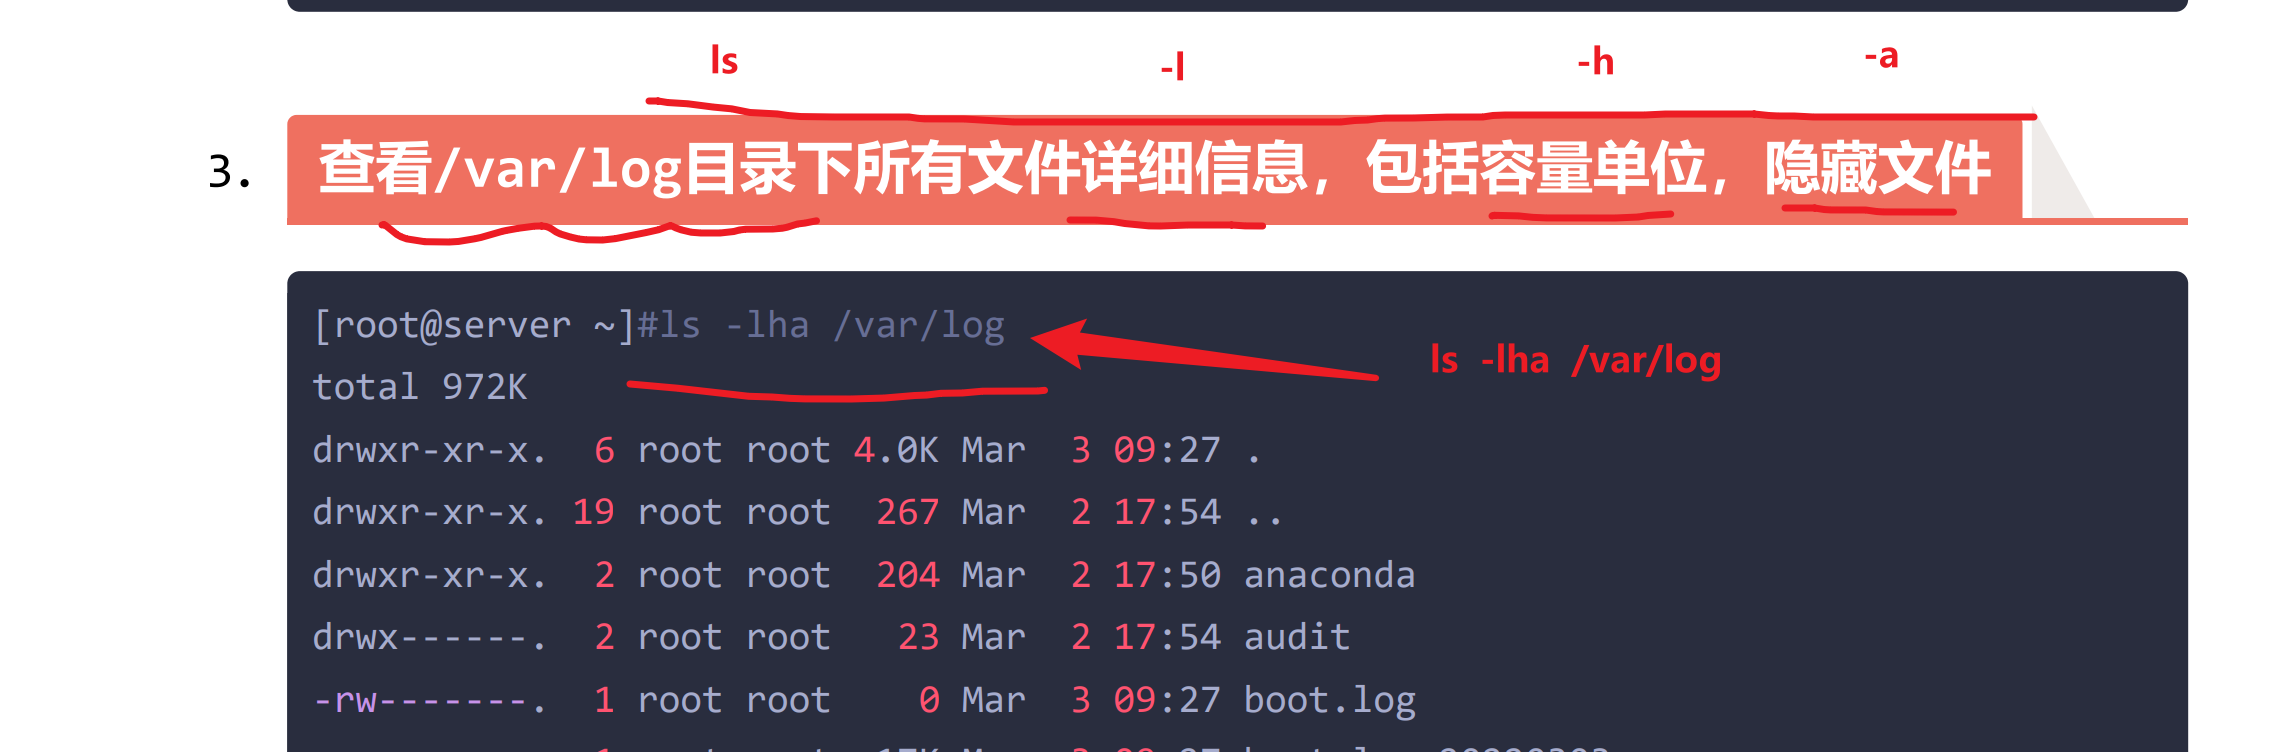 ls -l -h -a
3. 查看/var/log目录下所有文件详细信息，包括容量单位，隐藏文件
[root@server ~]#ls -lha /var/log
ls -lha /var/log
total 972K
drwxr-xr-x.  6 root root 4.0K Mar  3 09:27 .
drwxr-xr-x. 19 root root  267 Mar  2 17:54 ..
drwxr-xr-x.  2 root root  204 Mar  2 17:50 anaconda
drwx------.  2 root root   23 Mar  2 17:54 audit
-rw-------.  1 root root    0 Mar  3 09:27 boot.log